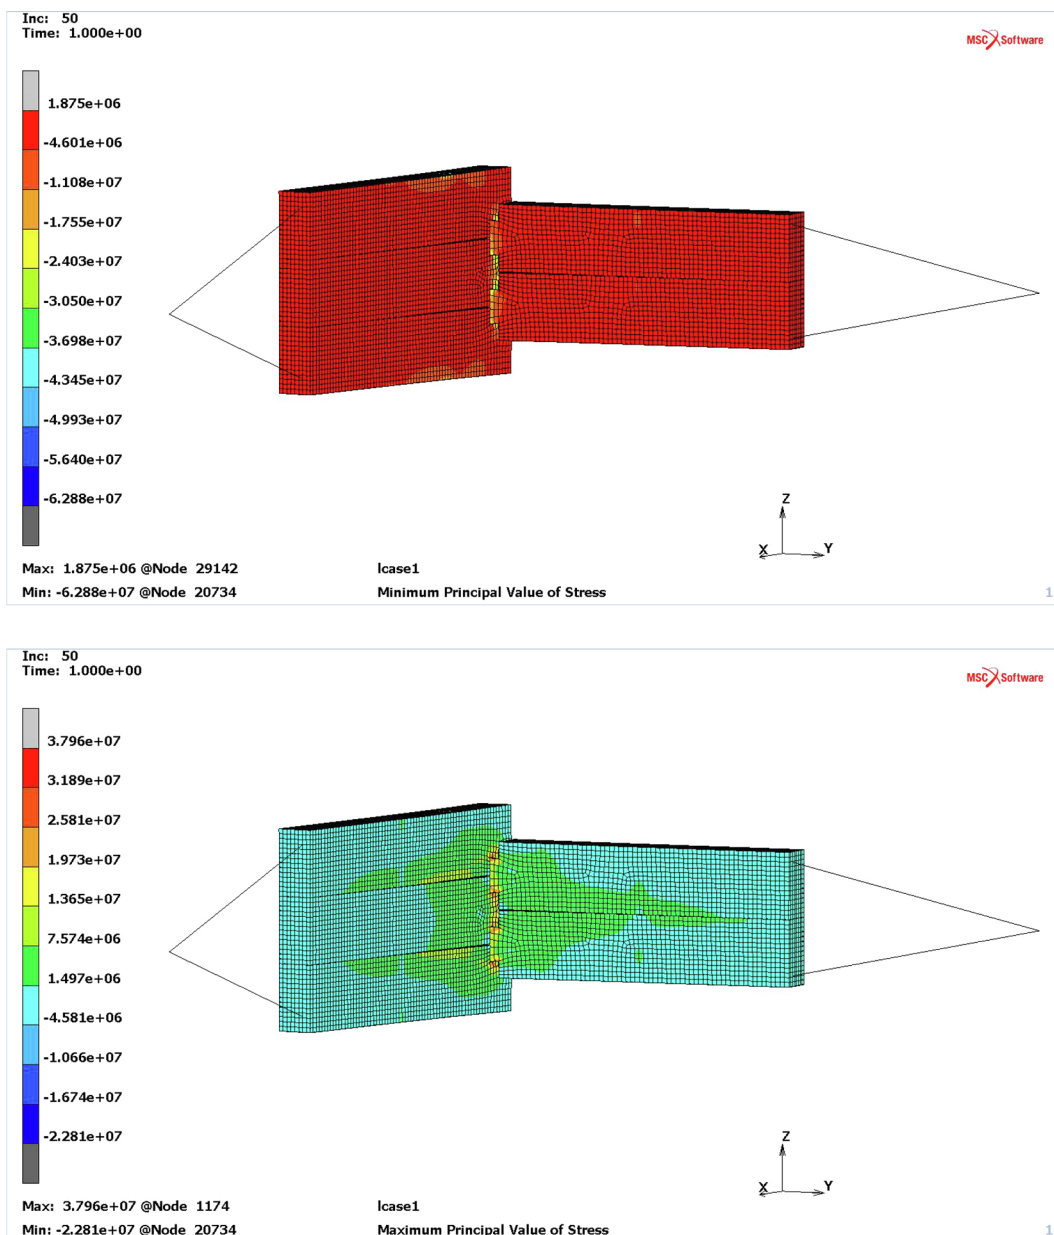 Inc: 50
Time: 1.000e+00
MSC Software
1.875e+06
-4.601e+06
-1.108e+07
-1.755e+07
-2.403e+07
-3.050e+07
-3.698e+07
-4.345e+07
-4.993e+07
-5.640e+07
-6.288e+07
Z
X Y
Max: 1.875e+06 @Node 29142
lcase1
Min: -6.288e+07 @Node 20734
Minimum Principal Value of Stress
1
Inc: 50
Time: 1.000e+00
MSC Software
3.796e+07
3.189e+07
2.581e+07
1.973e+07
1.365e+07
7.574e+06
1.497e+06
-4.581e+06
-1.066e+07
-1.674e+07
-2.281e+07
Z
X Y
Max: 3.796e+07 @Node 1174
lcase1
Min: -2.281e+07 @Node 20734
Maximum Principal Value of Stress
1